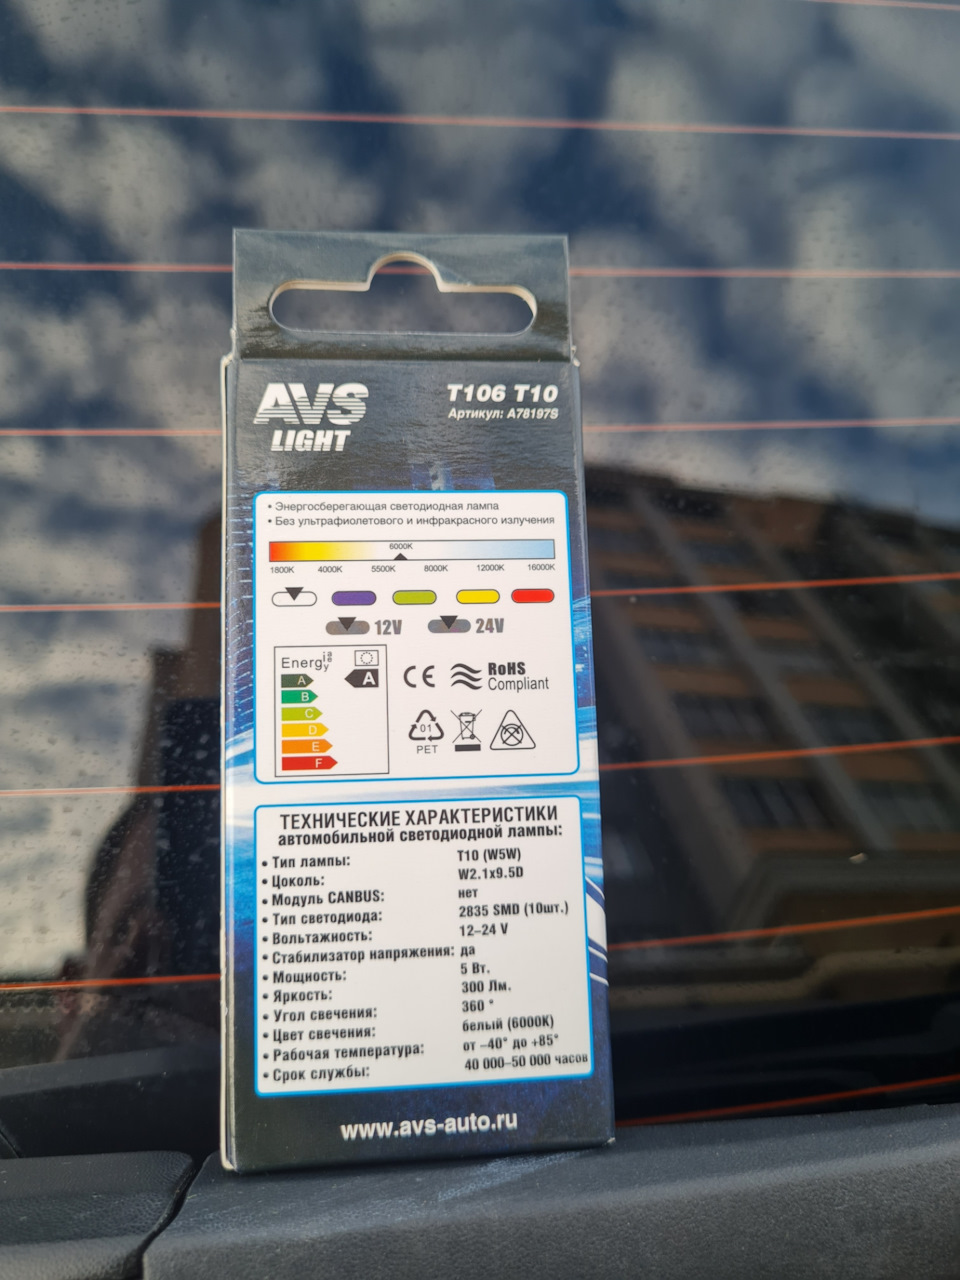 AVS
LIGHT
T106 T10
Артикул: A78197S
• Энергосберегающая светодиодная лампа
• Без ультрафиолетового и инфракрасного излучения
6000K
1800K 4000K 5500K 8000K 12000K 16000K
12V 24V
Energia
ie
y
A
A
B
C
D
E
F
CE
RoHS
Compliant
01
PET
ТЕХНИЧЕСКИЕ ХАРАКТЕРИСТИКИ
автомобильной светодиодной лампы:
• Тип лампы: T10 (W5W)
• Цоколь: W2.1x9.5D
• Модуль CANBUS: нет
• Тип светодиода: 2835 SMD (10шт.)
• Вольтажность: 12–24 V
• Стабилизатор напряжения: да
• Мощность: 5 Вт.
• Яркость: 300 Лм.
• Угол свечения: 360 °
• Цвет свечения: белый (6000K)
• Рабочая температура: от –40° до +85°
• Срок службы: 40 000–50 000 часов
www.avs-auto.ru